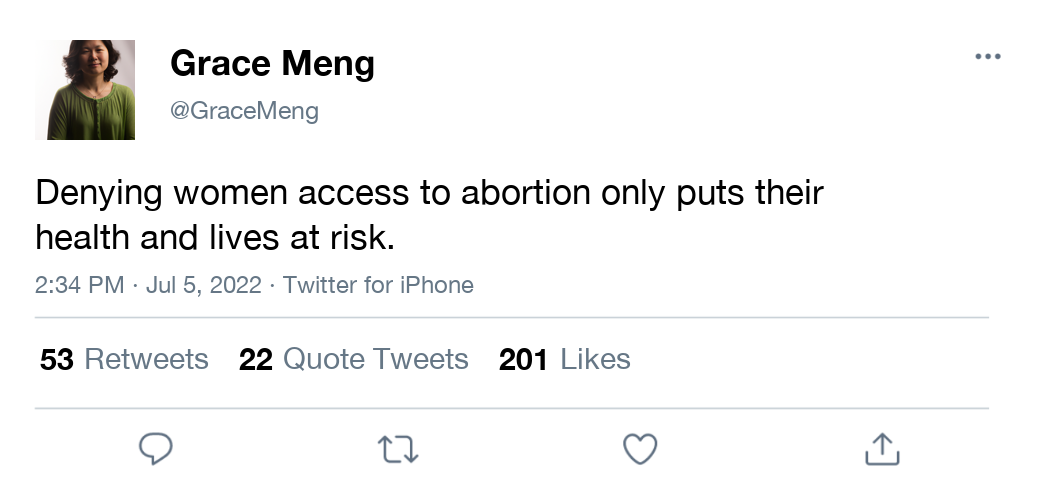 Grace Meng
@GraceMeng
Denying women access to abortion only puts their
health and lives at risk.
2:34 PM · Jul 5, 2022 · Twitter for iPhone
53 Retweets 22 Quote Tweets 201 Likes